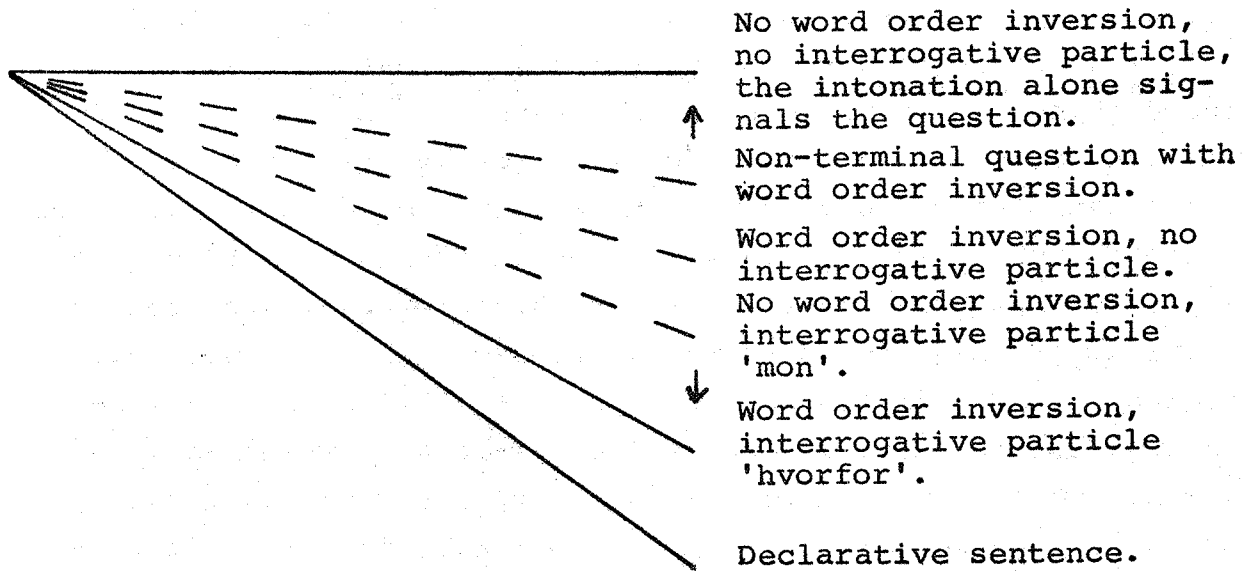 No word order inversion,
no interrogative particle,
the intonation alone sig-
nals the question.
Non-terminal question with
word order inversion.
Word order inversion, no
interrogative particle.
No word order inversion,
interrogative particle
'mon'.
Word order inversion,
interrogative particle
'hvorfor'.
Declarative sentence.